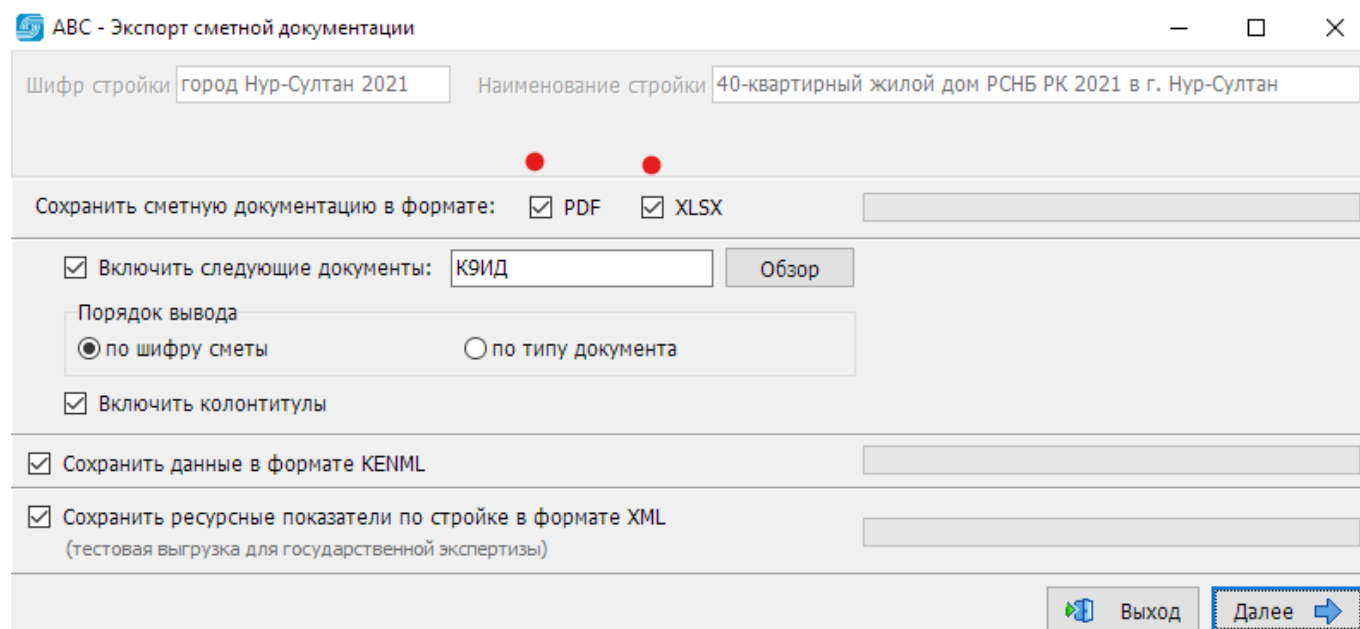 ABC - Экспорт сметной документации
Шифр стройки город Нур-Султан 2021 Наименование стройки 40-квартирный жилой дом РСНБ РК 2021 в г. Нур-Султан
Сохранить сметную документацию в формате: PDF XLSX
Включить следующие документы: К9ИД Обзор
Порядок вывода
по шифру сметы по типу документа
Включить колонтитулы
Сохранить данные в формате KENML
Сохранить ресурсные показатели по стройке в формате XML
(тестовая выгрузка для государственной экспертизы)
Выход Далее